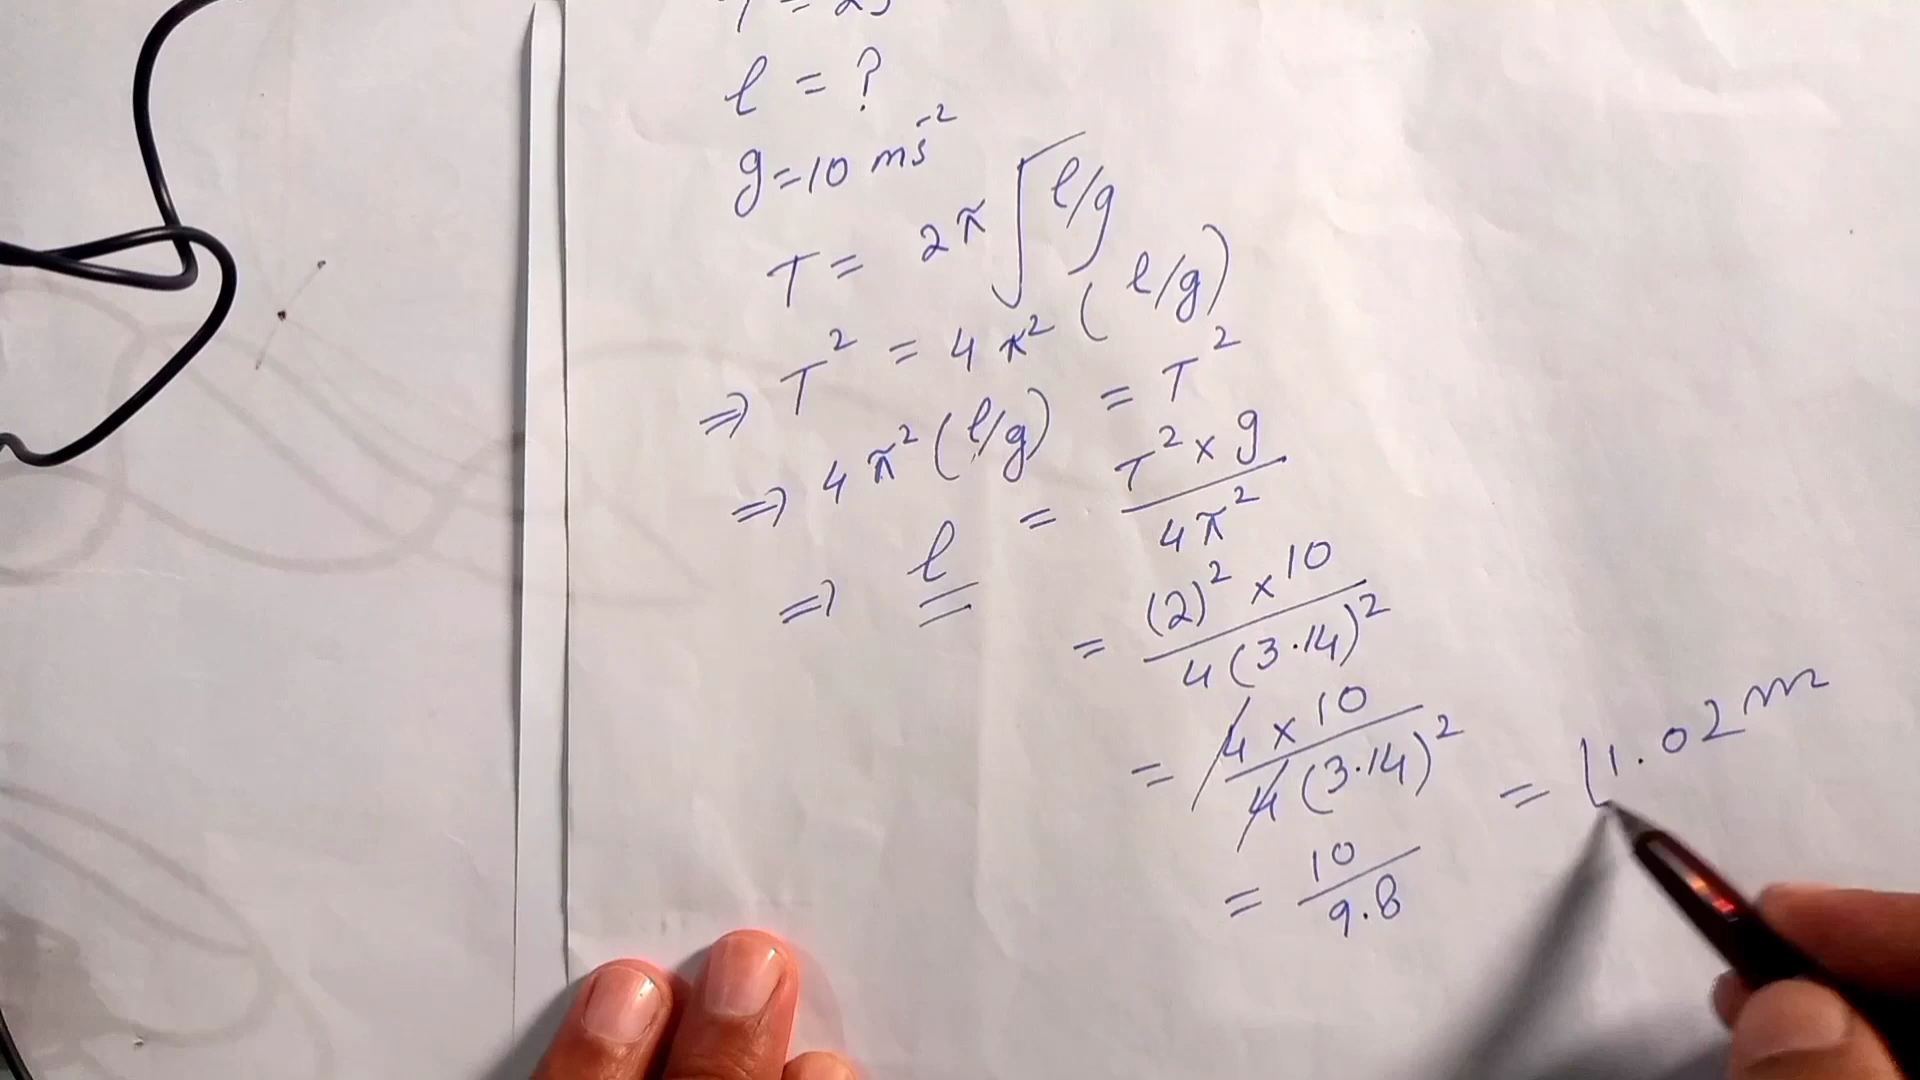 T = 2s
l = ?
g = 10 ms⁻²
T = 2π √l/g
⇒ T² = 4π² (l/g)
⇒ 4π² (l/g) = T²
⇒ l = T² × g / 4π²
= (2)² × 10 / 4(3.14)²
= 4 × 10 / 4(3.14)²
= 10 / 9.8
= 1.02 m